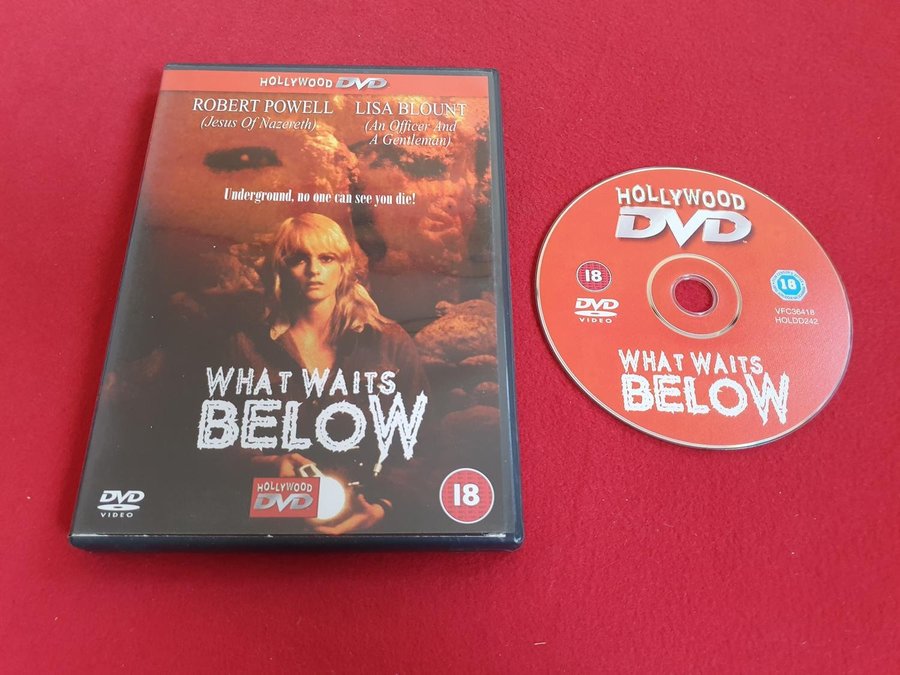 HOLLYWOOD DVD
ROBERT POWELL LISA BLOUNT
(Jesus Of Nazereth) (An Officer And
A Gentleman)
Underground, no one can see you die!
WHAT WAITS
BELOW
DVD
VIDEO
HOLLYWOOD
DVD
18
HOLLYWOOD
DVD
TM
18
18
DVD
VIDEO
VFC36418
HOLDD242
WHAT WAITS
BELOW